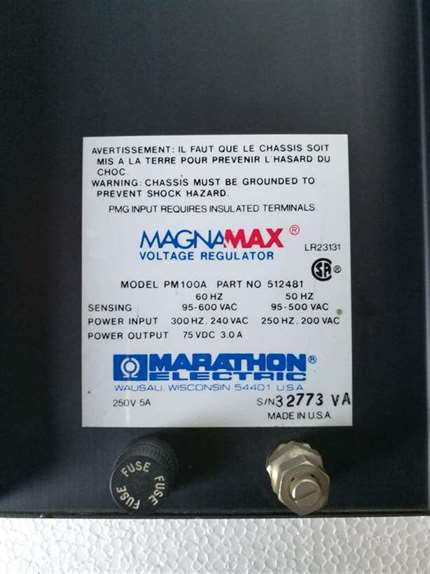 AVERTISSEMENT: IL FAUT QUE LE CHASSIS SOIT
MIS A LA TERRE POUR PREVENIR L'HASARD DU
CHOC.
WARNING: CHASSIS MUST BE GROUNDED TO
PREVENT SHOCK HAZARD.
PMG INPUT REQUIRES INSULATED TERMINALS
MAGNAMAX®
LR23131
VOLTAGE REGULATOR
SA®
MODEL PM100A PART NO 512481
60 HZ 50 HZ
SENSING 95-600 VAC 95-500 VAC
POWER INPUT 300 HZ. 240 VAC 250 HZ. 200 VAC
POWER OUTPUT 75 VDC 3.0 A
MARATHON®
ELECTRIC
WAUSAU, WISCONSIN 54401 U.S.A.
250V 5A S/N 32773 VA
MADE IN U.S.A.
FUSE FUSE FUSE FUSE